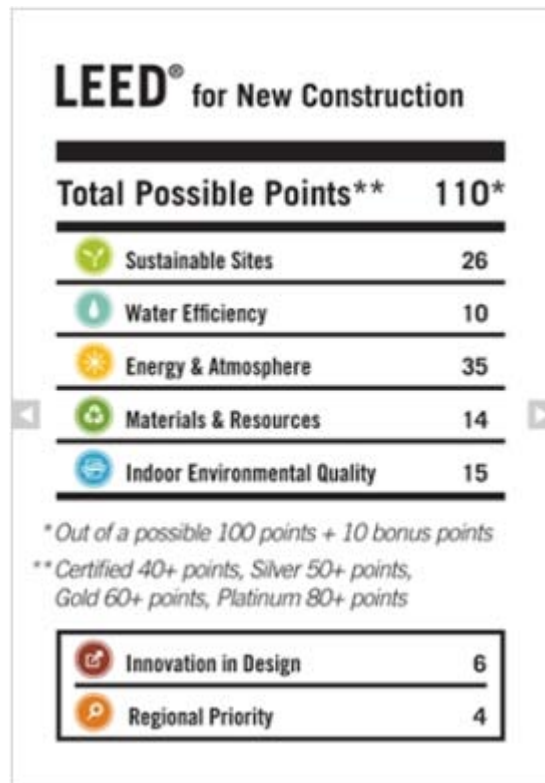 LEED® for New Construction
Total Possible Points** 110*
Sustainable Sites 26
Water Efficiency 10
Energy & Atmosphere 35
Materials & Resources 14
Indoor Environmental Quality 15
*Out of a possible 100 points + 10 bonus points
**Certified 40+ points, Silver 50+ points,
Gold 60+ points, Platinum 80+ points
Innovation in Design 6
Regional Priority 4